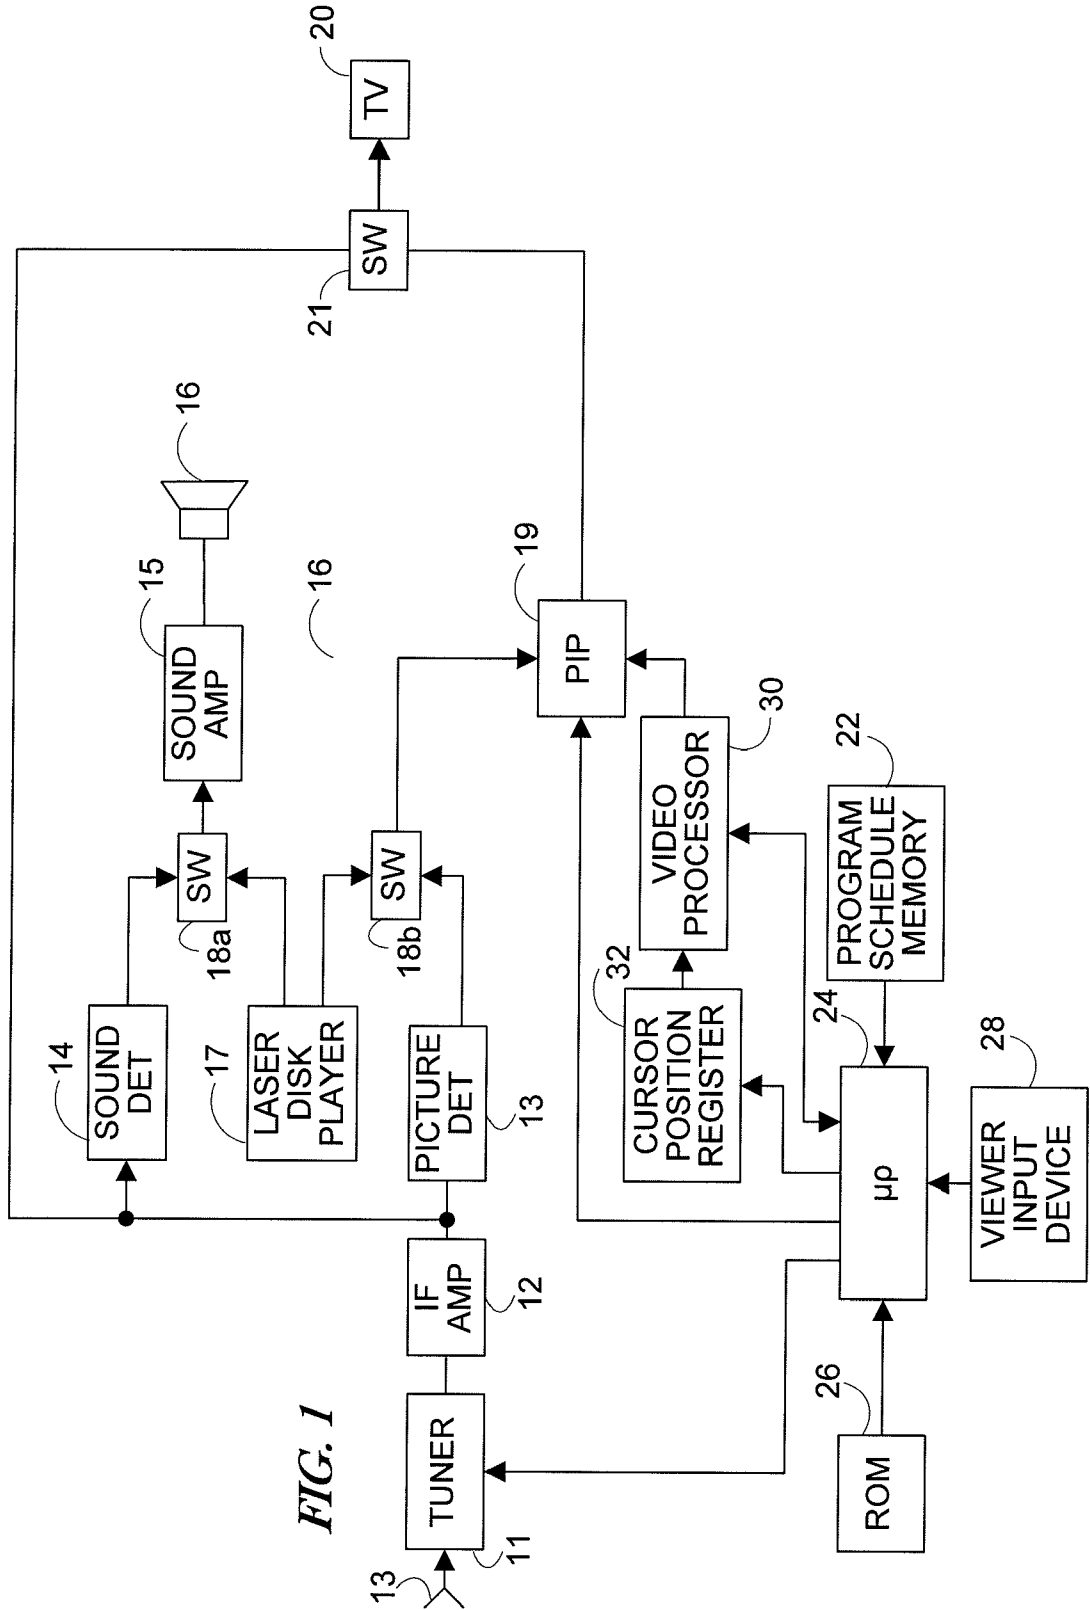 FIG. 1
13
TUNER
11
IF
AMP
12
14
SOUND
DET
17
LASER
DISK
PLAYER
PICTURE
DET
13
SW
18a
SW
18b
SOUND
AMP
15
16
16
PIP
19
SW
21
TV
20
CURSOR
POSITION
REGISTER
32
VIDEO
PROCESSOR
30
PROGRAM
SCHEDULE
MEMORY
22
μρ
24
ROM
26
VIEWER
INPUT
DEVICE
28